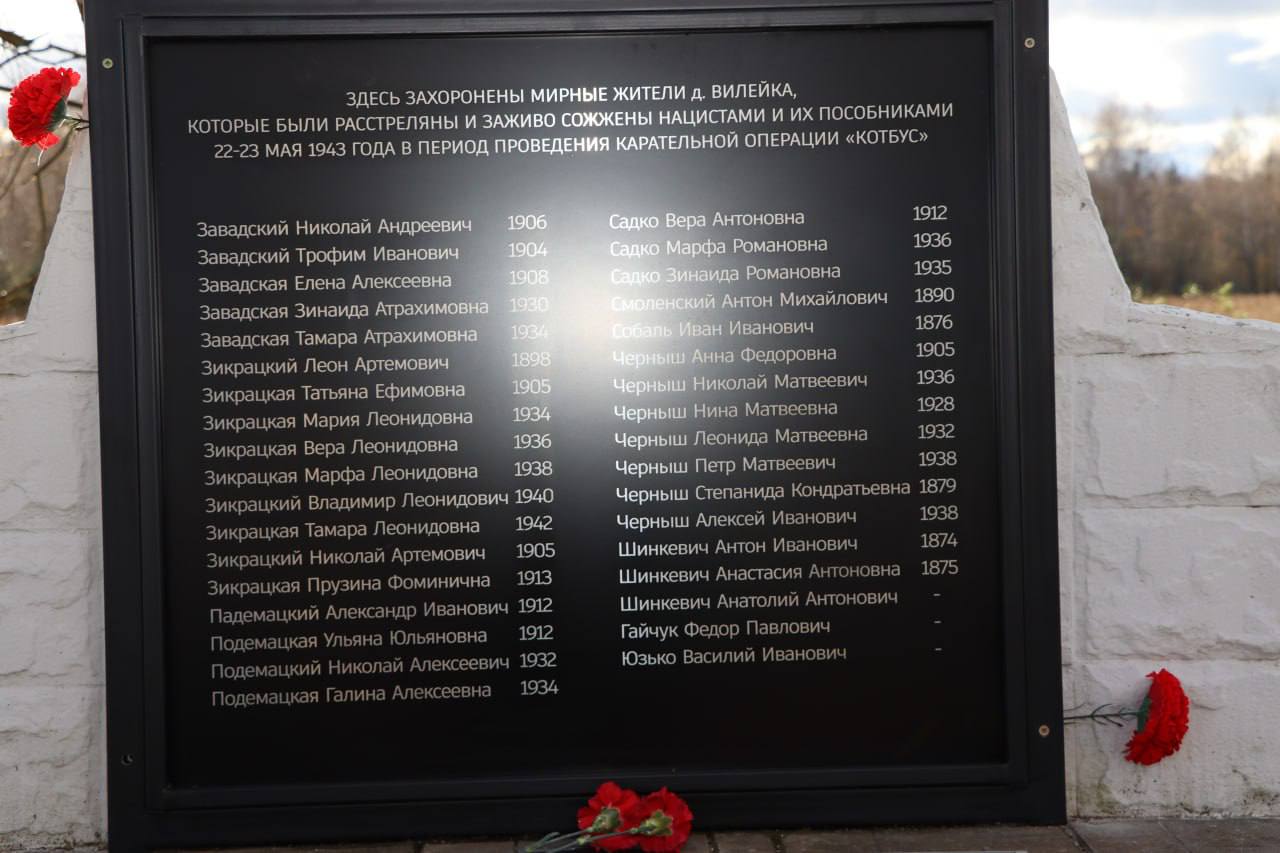 ЗДЕСЬ ЗАХОРОНЕНЫ МИРНЫЕ ЖИТЕЛИ д. ВИЛЕЙКА,
КОТОРЫЕ БЫЛИ РАССТРЕЛЯНЫ И ЗАЖИВО СОЖЖЕНЫ НАЦИСТАМИ И ИХ ПОСОБНИКАМИ
22-23 МАЯ 1943 ГОДА В ПЕРИОД ПРОВЕДЕНИЯ КАРАТЕЛЬНОЙ ОПЕРАЦИИ «КОТБУС»
Завадский Николай Андреевич 1906
Завадский Трофим Иванович 1904
Завадская Елена Алексеевна 1908
Завадская Зинаида Атрахимовна 1930
Завадская Тамара Атрахимовна 1934
Зикрацкий Леон Артемович 1898
Зикрацкая Татьяна Ефимовна 1905
Зикрацкая Мария Леонидовна 1934
Зикрацкая Вера Леонидовна 1936
Зикрацкая Марфа Леонидовна 1938
Зикрацкий Владимир Леонидович 1940
Зикрацкая Тамара Леонидовна 1942
Зикрацкий Николай Артемович 1905
Зикрацкая Прузина Фоминична 1913
Падемацкий Александр Иванович 1912
Подемацкая Ульяна Юльяновна 1912
Подемацкий Николай Алексеевич 1932
Подемацкая Галина Алексеевна 1934
Садко Вера Антоновна 1912
Садко Марфа Романовна 1936
Садко Зинаида Романовна 1935
Смоленский Антон Михайлович 1890
Собаль Иван Иванович 1876
Черныш Анна Федоровна 1905
Черныш Николай Матвеевич 1936
Черныш Нина Матвеевна 1928
Черныш Леонида Матвеевна 1932
Черныш Петр Матвеевич 1938
Черныш Степанида Кондратьевна 1879
Черныш Алексей Иванович 1938
Шинкевич Антон Иванович 1874
Шинкевич Анастасия Антоновна 1875
Шинкевич Анатолий Антонович -
Гайчук Федор Павлович -
Юзько Василий Иванович -